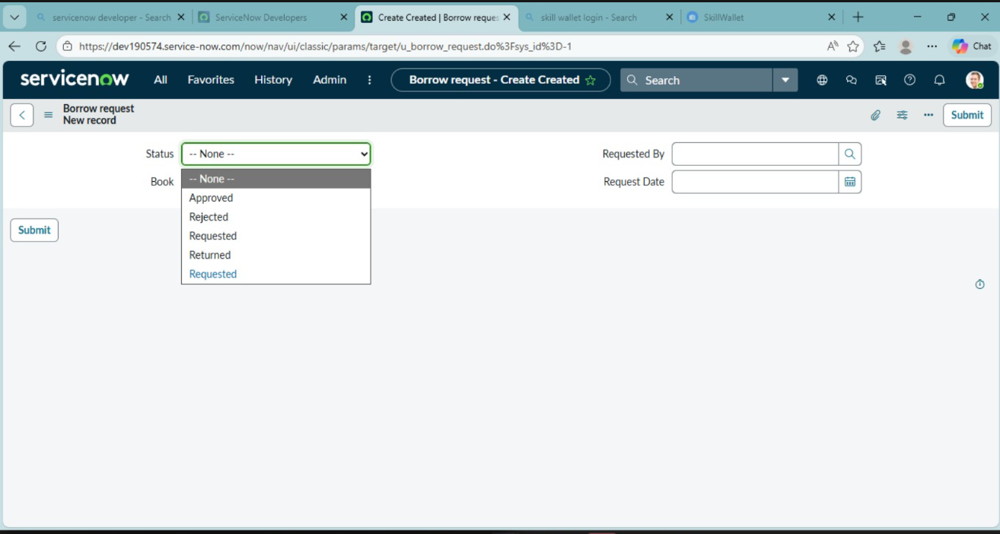 servicenow developer - Search
ServiceNow Developers
Create Created | Borrow reques
skill wallet login - Search
SkillWallet
https://dev190574.service-now.com/now/nav/ui/classic/params/target/u_borrow_request.do%3Fsys_id%3D-1
Chat
servicenow
All
Favorites
History
Admin
Borrow request - Create Created
Search
Borrow request
New record
Submit
Status
-- None --
Requested By
Book
-- None --
Request Date
Approved
Rejected
Requested
Returned
Requested
Submit